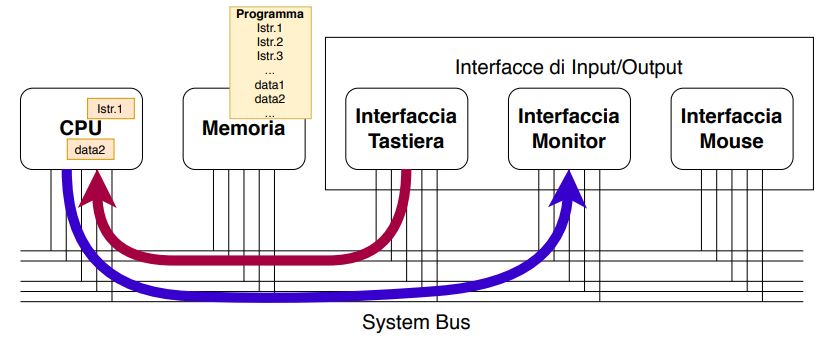 Programma
Istr.1
Istr.2
Istr.3
...
data1
data2
...
Interfacce di Input/Output
Istr.1
CPU
data2
Memoria
Interfaccia
Tastiera
Interfaccia
Monitor
Interfaccia
Mouse
System Bus